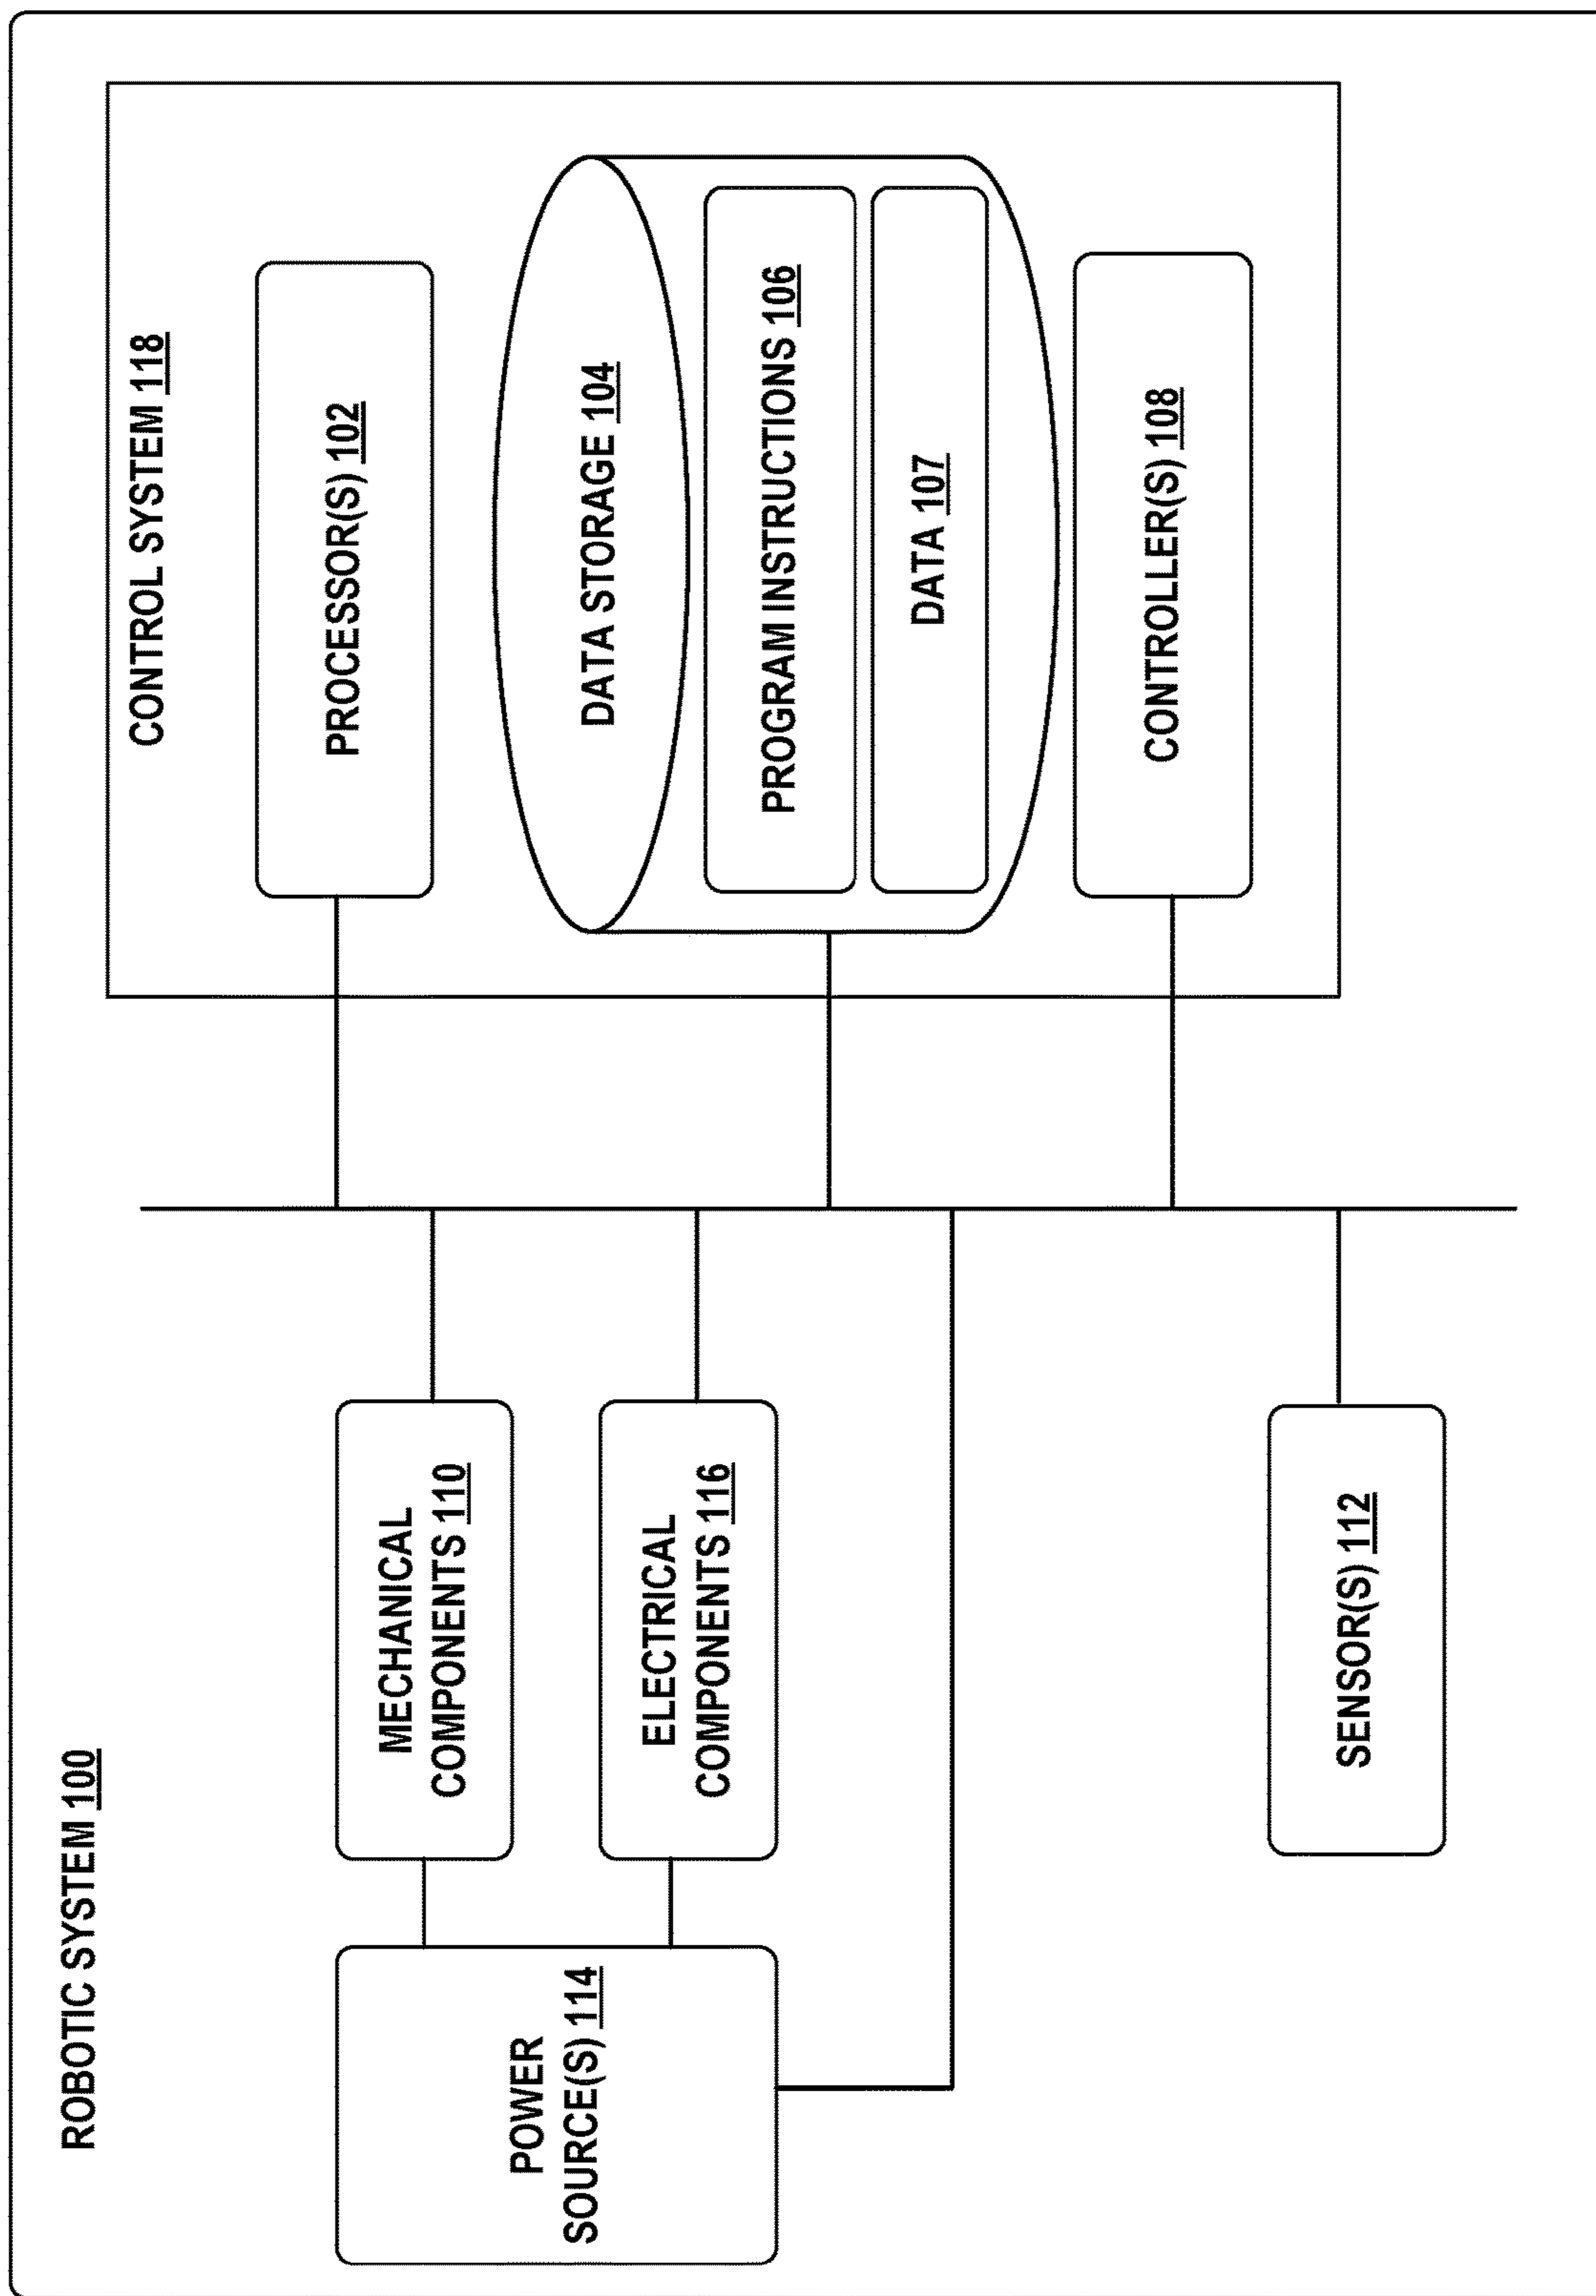 ROBOTIC SYSTEM 100
POWER
SOURCE(S) 114
MECHANICAL
COMPONENTS 110
ELECTRICAL
COMPONENTS 116
SENSOR(S) 112
CONTROL SYSTEM 118
PROCESSOR(S) 102
DATA STORAGE 104
PROGRAM INSTRUCTIONS 106
DATA 107
CONTROLLER(S) 108